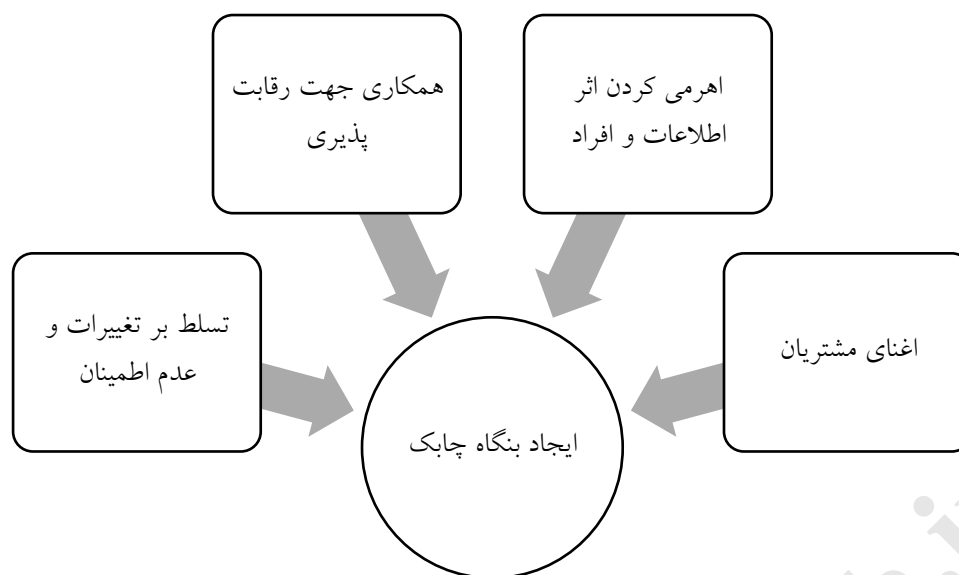 اهرمی کردن اثر
اطلاعات و افراد
همکاری جهت رقابت
پذیری
اغنای مشتریان
تسلط بر تغییرات و
عدم اطمینان
ایجاد بنگاه چابک